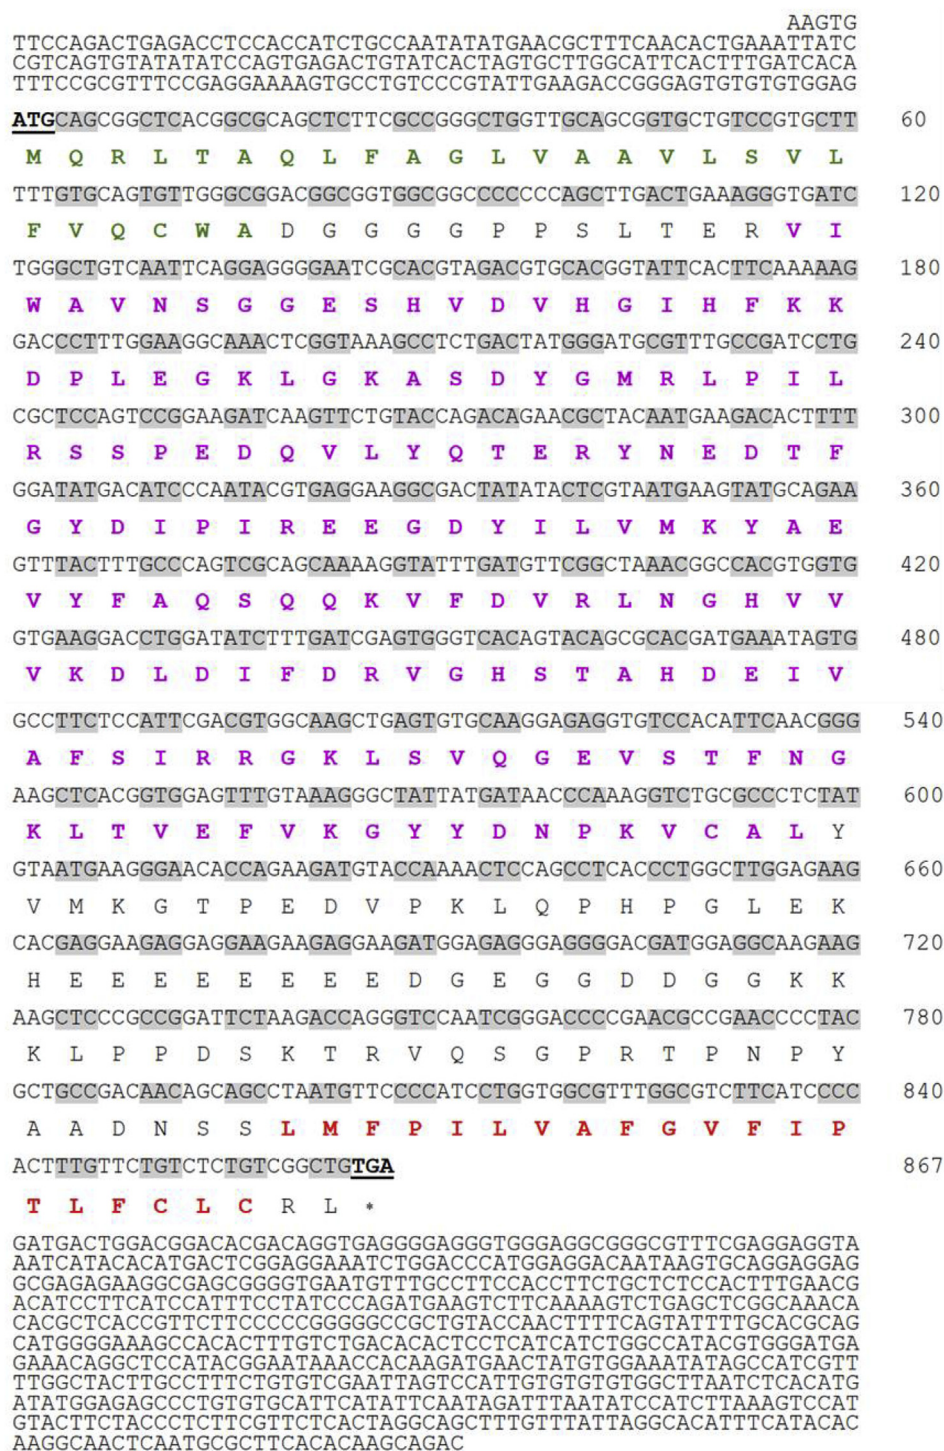 AAGTG
TTCCAGACTGAGACCTCCACCATCTGCCAATATATGAACGCTTTCAACACTGAAATTATC
CGTCAGTGTATATATCCAGTGAGACTGTATCACTAGTGCTTGGCATTCACTTTGATCACA
TTTCCGCGTTTCCGAGGAAAAGTGCCTGTCCCGTATTGAAGACCGGGAGTGTGTGTGGAG
ATGCAGCGGCTCACGGCGCAGCTCTTCGCCGGGCTGGTTGCAGCGGTGCTGTCCGTGCTT 60
M Q R L T A Q L F A G L V A A V L S V L
TTTGTGCAGTGTTGGGCGGACGGCGGTGGCGGCCCCCCCAGCTTGACTGAAAGGGTGATC 120
F V Q C W A D G G G G P P S L T E R V I
TGGGCTGTCAATTCAGGAGGGGAATCGCACGTAGACGTGCACGGTATTCACTTCAAAAAG 180
W A V N S G G E S H V D V H G I H F K K
GACCCTTTGGAAGGCAAACTCGGTAAAGCCTCTGACTATGGGATGCGTTTGCCGATCCTG 240
D P L E G K L G K A S D Y G M R L P I L
CGCTCCAGTCCGGAAGATCAAGTTCTGTACCAGACAGAACGCTACAATGAAGACACTTTT 300
R S S P E D Q V L Y Q T E R Y N E D T F
GGATATGACATCCCAATACGTGAGGAAGGCGACTATATACTCGTAATGAAGTATGCAGAA 360
G Y D I P I R E E G D Y I L V M K Y A E
GTTTACTTTGCCCAGTCGCAGCAAAAGGTATTTGATGTTCGGCTAAACGGCCACGTGGTG 420
V Y F A Q S Q Q K V F D V R L N G H V V
GTGAAGGACCTGGATATCTTTGATCGAGTGGGTCACAGTACAGCGCACGATGAAATAGTG 480
V K D L D I F D R V G H S T A H D E I V
GCCTTCTCCATTCGACGTGGCAAGCTGAGTGTGCAAGGAGAGGTGTCCACATTCAACGGG 540
A F S I R R G K L S V Q G E V S T F N G
AAGCTCACGGTGGAGTTTGTAAAGGGCTATTATGATAACCCAAAGGTCTGCGCCCTCTAT 600
K L T V E F V K G Y Y D N P K V C A L Y
GTAATGAAGGGAACACCAGAAGATGTACCAAAACTCCAGCCTCACCCTGGCTTGGAGAAG 660
V M K G T P E D V P K L Q P H P G L E K
CACGAGGAAGAGGAGGAAGAAGAGGAAGATGGAGAGGGAGGGGACGATGGAGGCAAGAAG 720
H E E E E E E E E D G E G G D D G G K K
AAGCTCCCGCCGGATTCTAAGACCAGGGTCCAATCGGGACCCCGAACGCCGAACCCCTAC 780
K L P P D S K T R V Q S G P R T P N P Y
GCTGCCGACAACAGCAGCCTAATGTTCCCCATCCTGGTGGCGTTTGGCGTCTTCATCCCC 840
A A D N S S L M F P I L V A F G V F I P
ACTTTGTTCTGTCTCTGTCGGCTGTGA 867
T L F C L C R L *
GATGACTGGACGGACACGACAGGTGAGGGGAGGGTGGGAGGCGGGCGTTTCGAGGAGGTA
AATCATACACATGACTCGGAGGAAATCTGGACCCATGGAGGACAATAAGTGCAGGAGGAG
GCGAGAGAAGGCGAGCGGGGTGAATGTTTGCCTTCCACCTTCTGCTCTCCACTTTGAACG
ACATCCTTCATCCATTTCCTATCCCAGATGAAGTCTTCAAAAGTCTGAGCTCGGCAAACA
CACGCTCACCGTTCTTCCCCCGGGGGCCGCTGTACCAACTTTTCAGTATTTTGCACGCAG
CATGGGGAAAGCCACACTTTGTCTGACACACTCCTCATCATCTGGCCATACGTGGGATGA
GAAACAGGCTCCATACGGAATAAACCACAAGATGAACTATGTGGAAATATAGCCATCGTT
TTGGCTACTTGCCTTTCTGTGTCGAATTAGTCCATTGTGTGTGTGGCTTAATCTCACATG
ATATGGAGAGCCCTGTGTGCATTCATATTCAATAGATTTAATATCCATCTTAAAGTCCAT
GTACTTCTACCCTCTTCGTTCTCACTAGGCAGCTTTGTTTATTAGGCACATTTCATACAC
AAGGCAACTCAATGCGCTTCACACAAGCAGAC